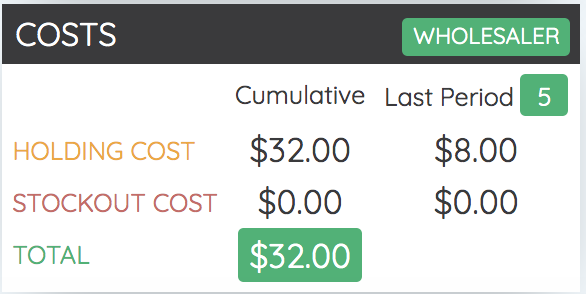 COSTS WHOLESALER
Cumulative Last Period 5
HOLDING COST $32.00 $8.00
STOCKOUT COST $0.00 $0.00
TOTAL $32.00